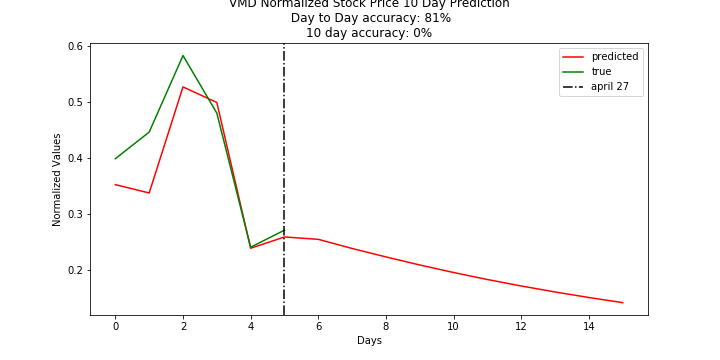 VMD Normalized Stock Price 10 Day Prediction
Day to Day accuracy: 81%
10 day accuracy: 0%
predicted
true
april 27
Normalized Values
0.6
0.5
0.4
0.3
0.2
0 2 4 6 8 10 12 14
Days